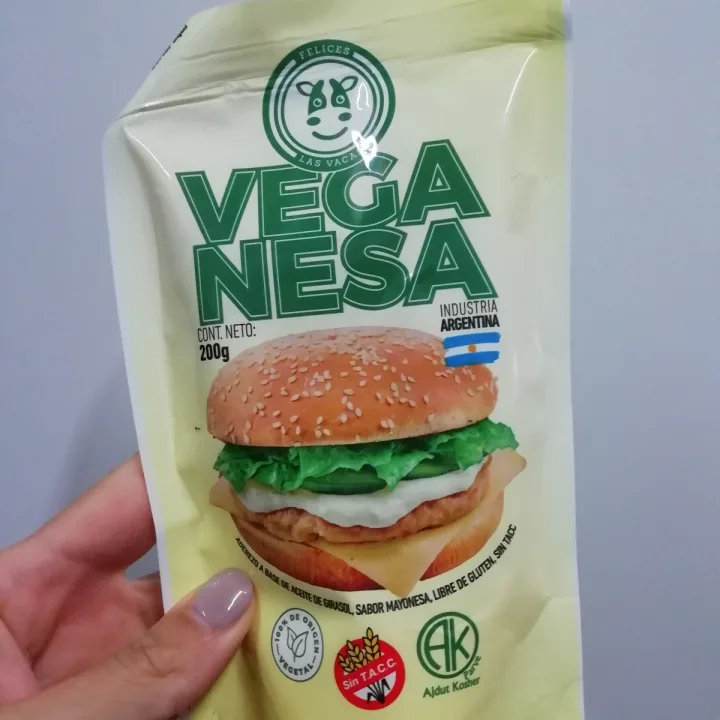 FELICES
LAS VACAS
VEGA
NESA
INDUSTRIA
ARGENTINA
CONT. NETO:
200g
ADEREZO A BASE DE ACEITE DE GIRASOL, SABOR MAYONESA, LIBRE DE GLUTEN, SIN TACC
100% DE ORIGEN
VEGETAL
Sin T.A.C.C.
AK
Parve
Ajdut Kosher